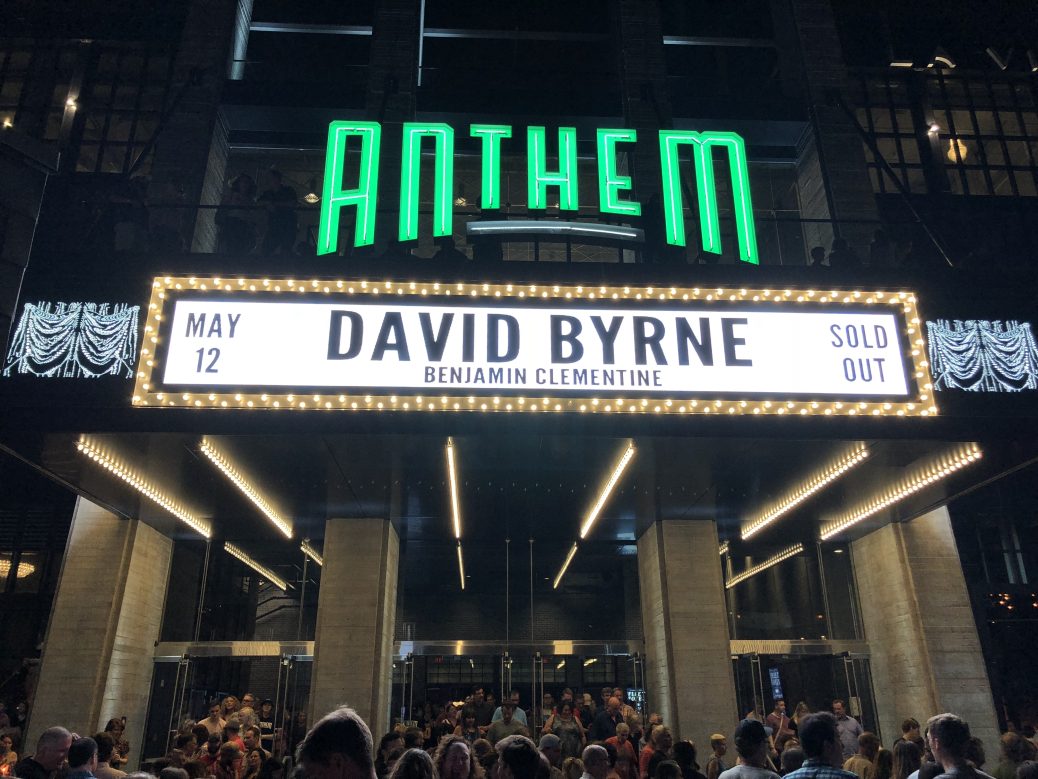 ANTHEM
MAY
12
DAVID BYRNE
BENJAMIN CLEMENTINE
SOLD
OUT